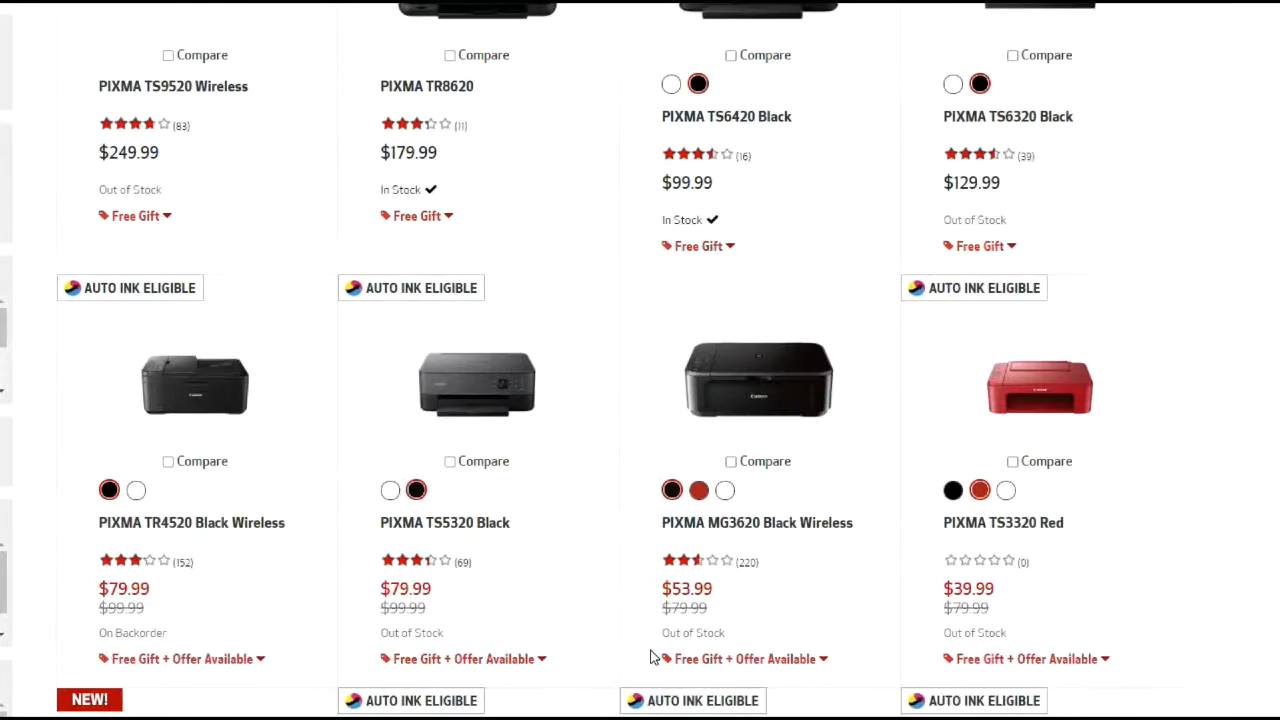 Compare
Compare
Compare
Compare
PIXMA TS9520 Wireless
PIXMA TR8620
PIXMA TS6420 Black
PIXMA TS6320 Black
(83)
(11)
(16)
(39)
$249.99
$179.99
$99.99
$129.99
Out of Stock
In Stock
In Stock
Out of Stock
Free Gift
Free Gift
Free Gift
Free Gift
AUTO INK ELIGIBLE
AUTO INK ELIGIBLE
AUTO INK ELIGIBLE
Canon
Canon
Canon
Compare
Compare
Compare
Compare
PIXMA TR4520 Black Wireless
PIXMA TS5320 Black
PIXMA MG3620 Black Wireless
PIXMA TS3320 Red
(152)
(69)
(220)
(0)
$79.99
$79.99
$53.99
$39.99
$99.99
$99.99
$79.99
$79.99
On Backorder
Out of Stock
Out of Stock
Out of Stock
Free Gift + Offer Available
Free Gift + Offer Available
Free Gift + Offer Available
Free Gift + Offer Available
NEW!
AUTO INK ELIGIBLE
AUTO INK ELIGIBLE
AUTO INK ELIGIBLE